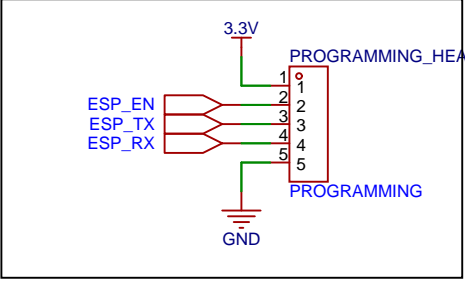 3.3V
PROGRAMMING_HEA
1 1
ESP_EN 2 2
ESP_TX 3 3
ESP_RX 4 4
5 5
PROGRAMMING
GND